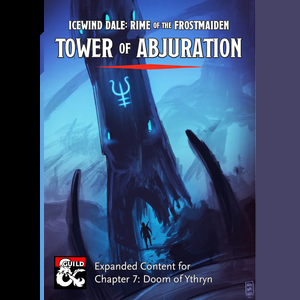 ICEWIND DALE: RIME OF THE FROSTMAIDEN
TOWER OF ABJURATION
GUILD
Expanded Content for
Chapter 7: Doom of Ythryn